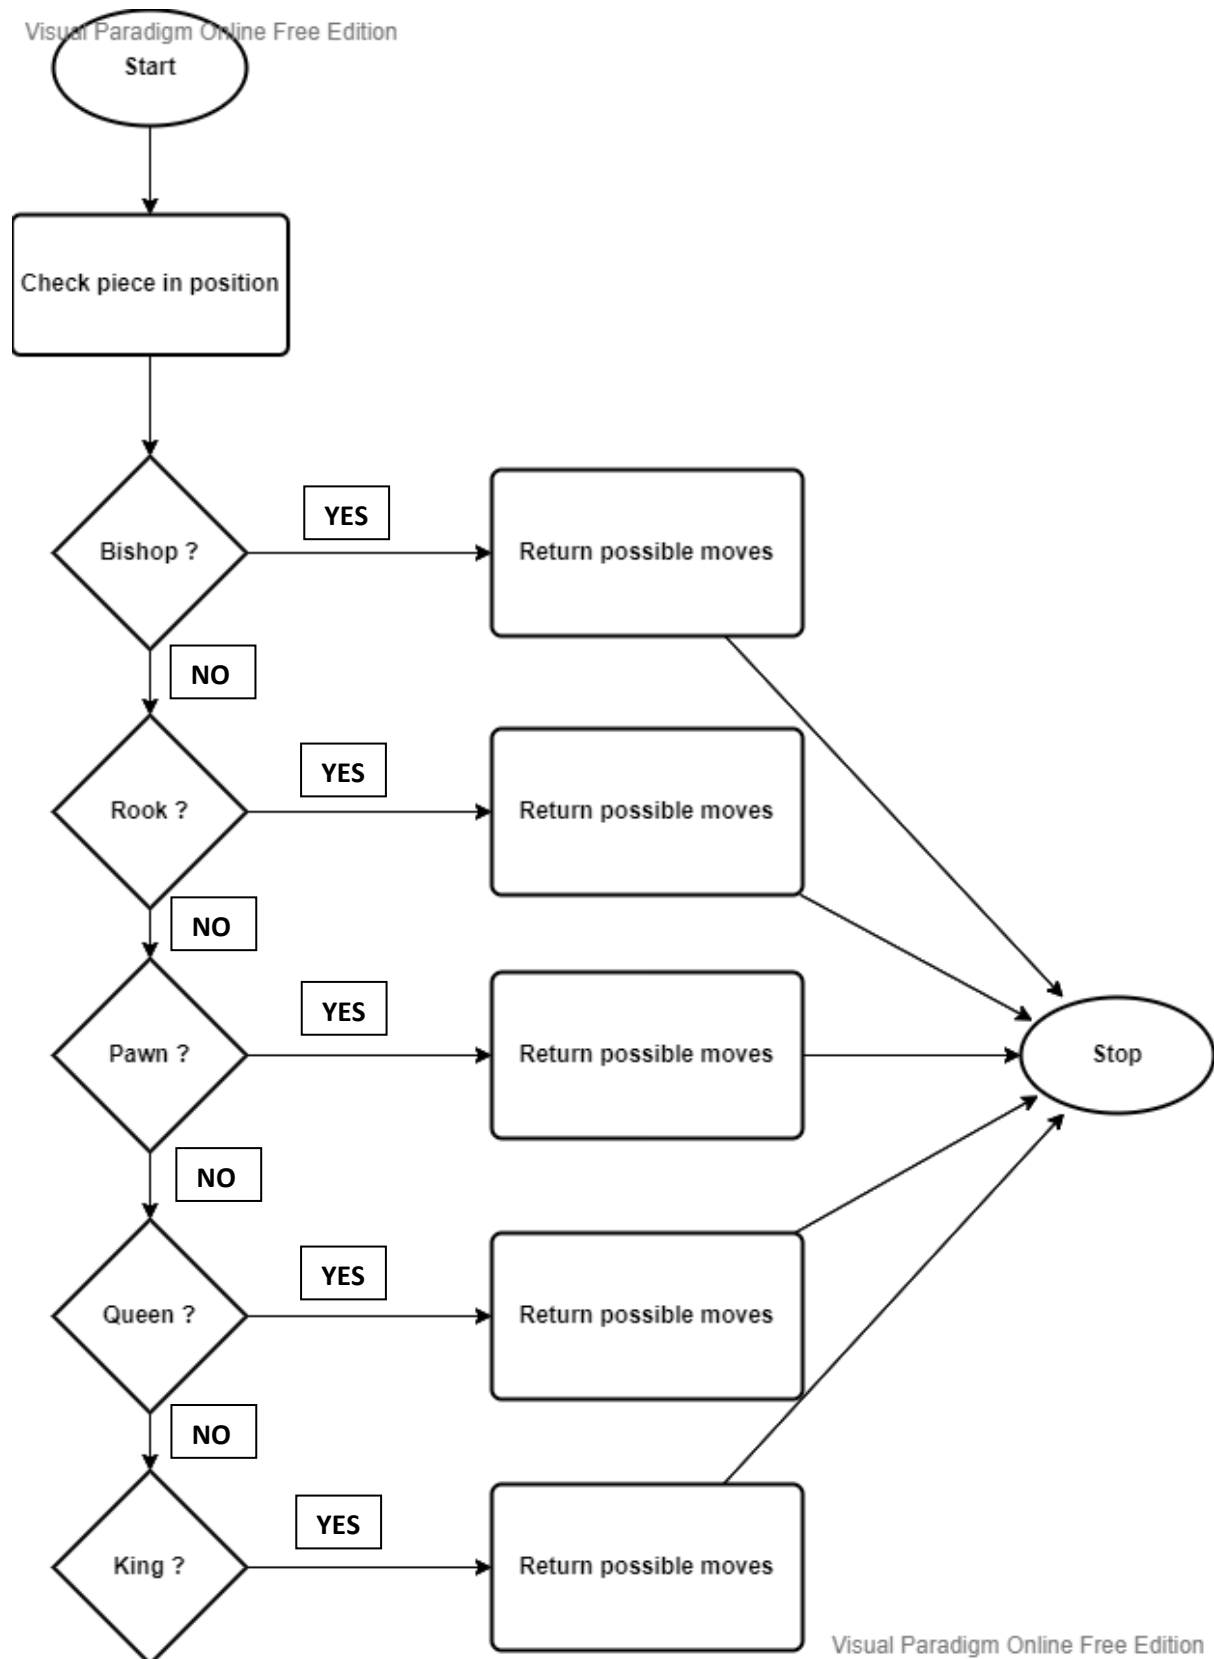 Visual Paradigm Online Free Edition
Start
Check piece in position
Bishop ?
YES
Return possible moves
NO
Rook ?
YES
Return possible moves
NO
Pawn ?
YES
Return possible moves
Stop
NO
Queen ?
YES
Return possible moves
NO
King ?
YES
Return possible moves
Visual Paradigm Online Free Edition